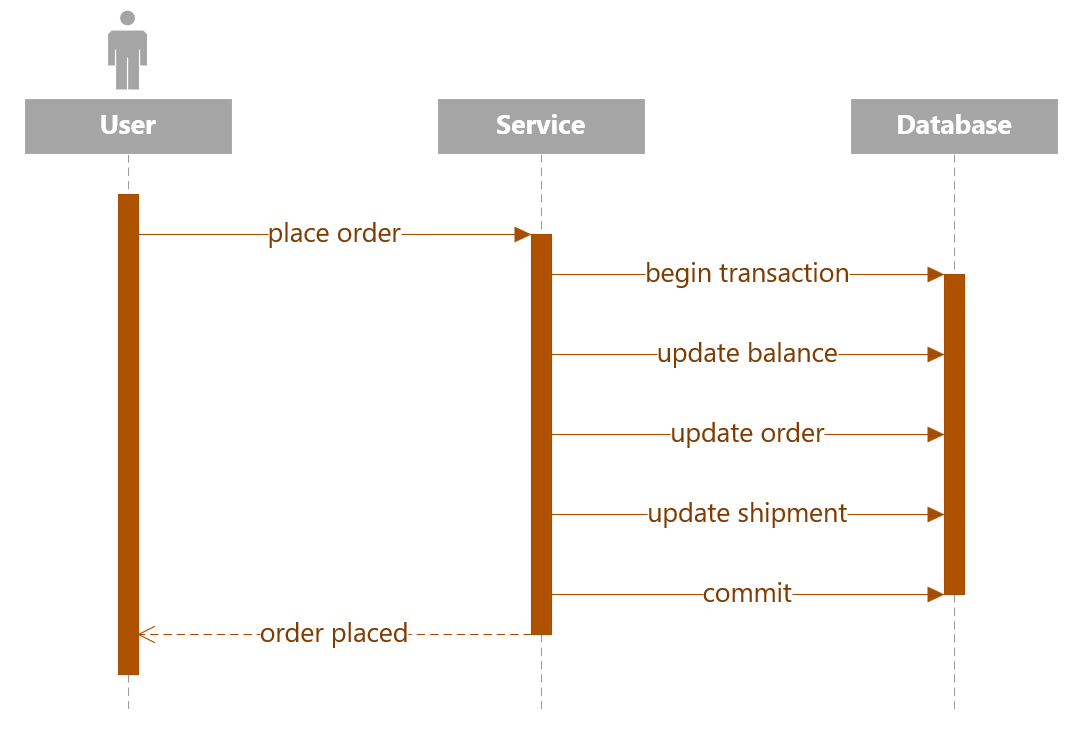 User
Service
Database
place order
begin transaction
update balance
update order
update shipment
commit
order placed